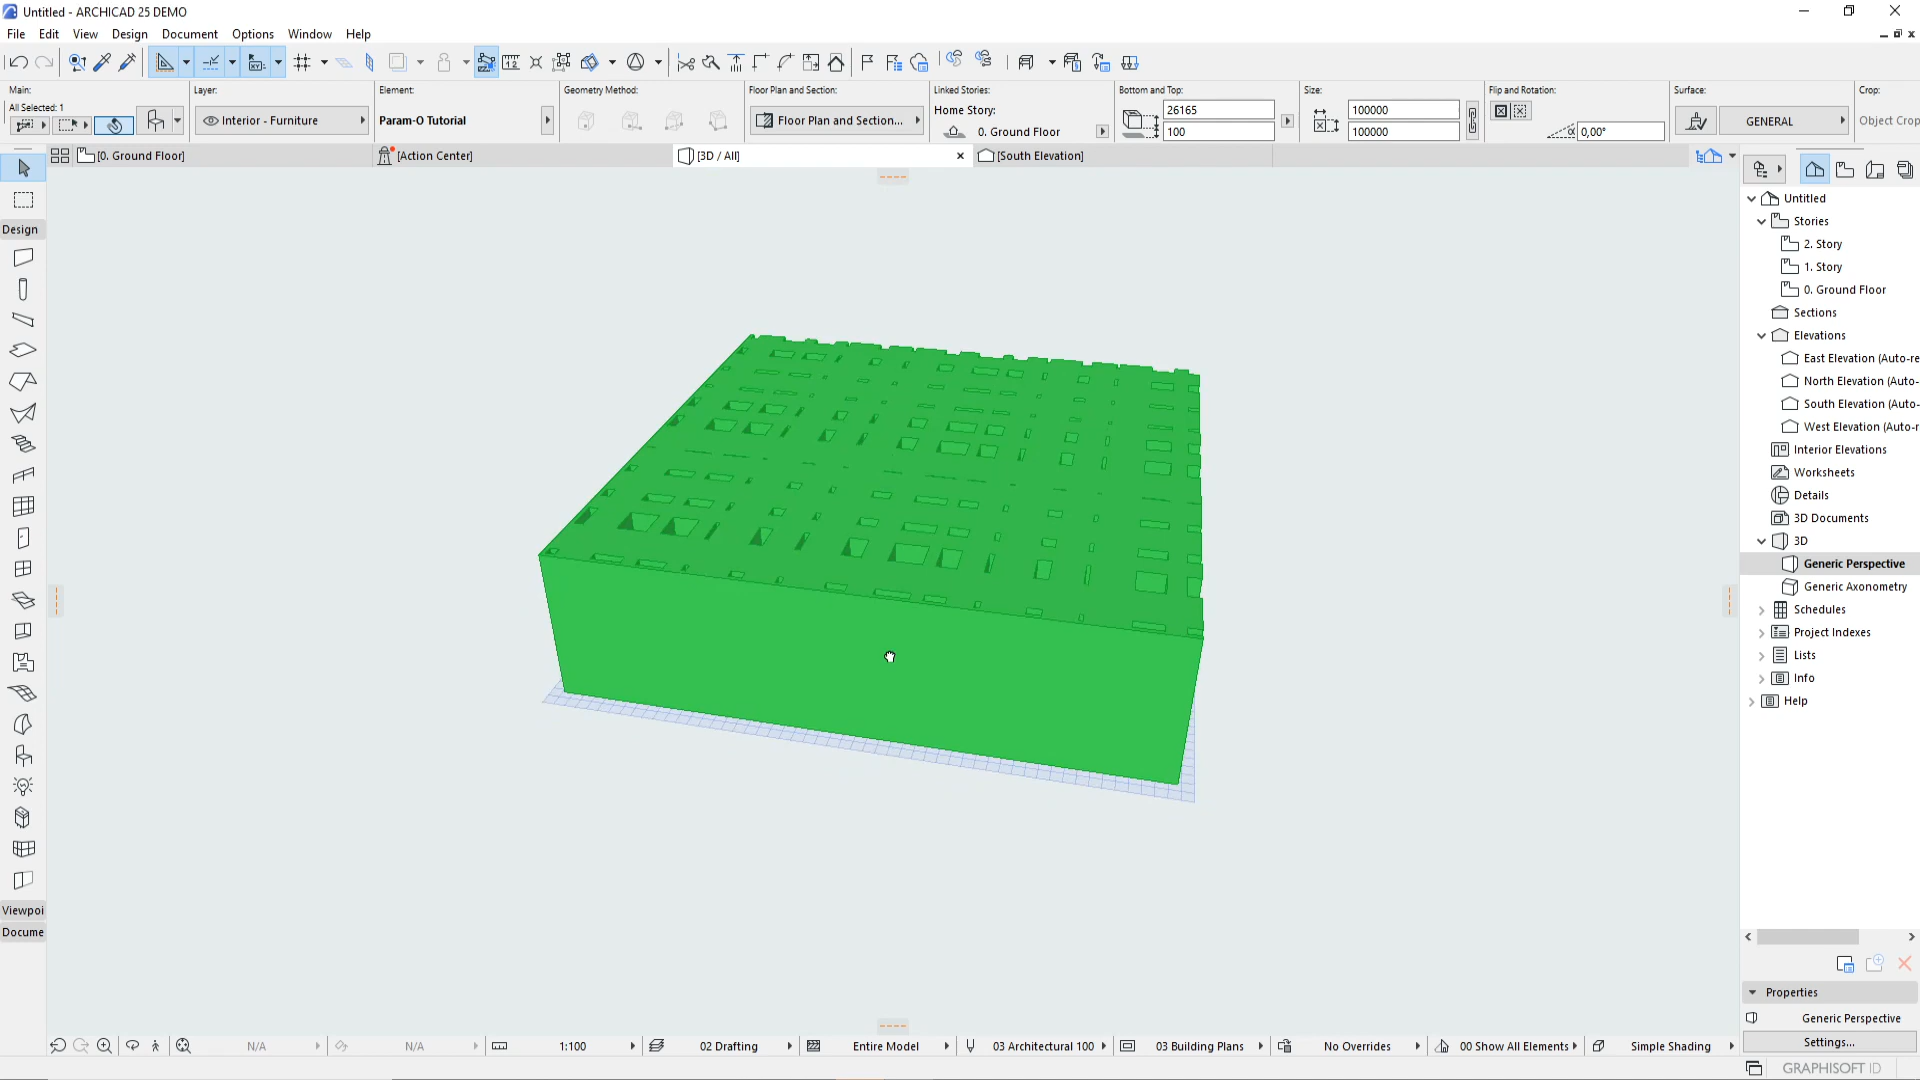 Untitled - ARCHICAD 25 DEMO
File Edit View Design Document Options Window Help
Main: Layer: Element: Geometry Method: Floor Plan and Section: Linked Stories: Bottom and Top: Size: Flip and Rotation: Surface: Crop:
All Selected: 1 Home Story: 26165 100000
Interior - Furniture Param-O Tutorial Floor Plan and Section... GENERAL Object Crop
0. Ground Floor 100 100000 0,00°
[0. Ground Floor] [Action Center] [3D / All] [South Elevation]
Design
Viewpoi
Docume
Untitled
Stories
2. Story
1. Story
0. Ground Floor
Sections
Elevations
East Elevation (Auto-re
North Elevation (Auto-
South Elevation (Auto-
West Elevation (Auto-r
Interior Elevations
Worksheets
Details
3D Documents
3D
Generic Perspective
Generic Axonometry
Schedules
Project Indexes
Lists
Info
Help
Properties
Generic Perspective
Settings...
N/A N/A 1:100 02 Drafting Entire Model 03 Architectural 100 03 Building Plans No Overrides 00 Show All Elements Simple Shading
GRAPHISOFT ID